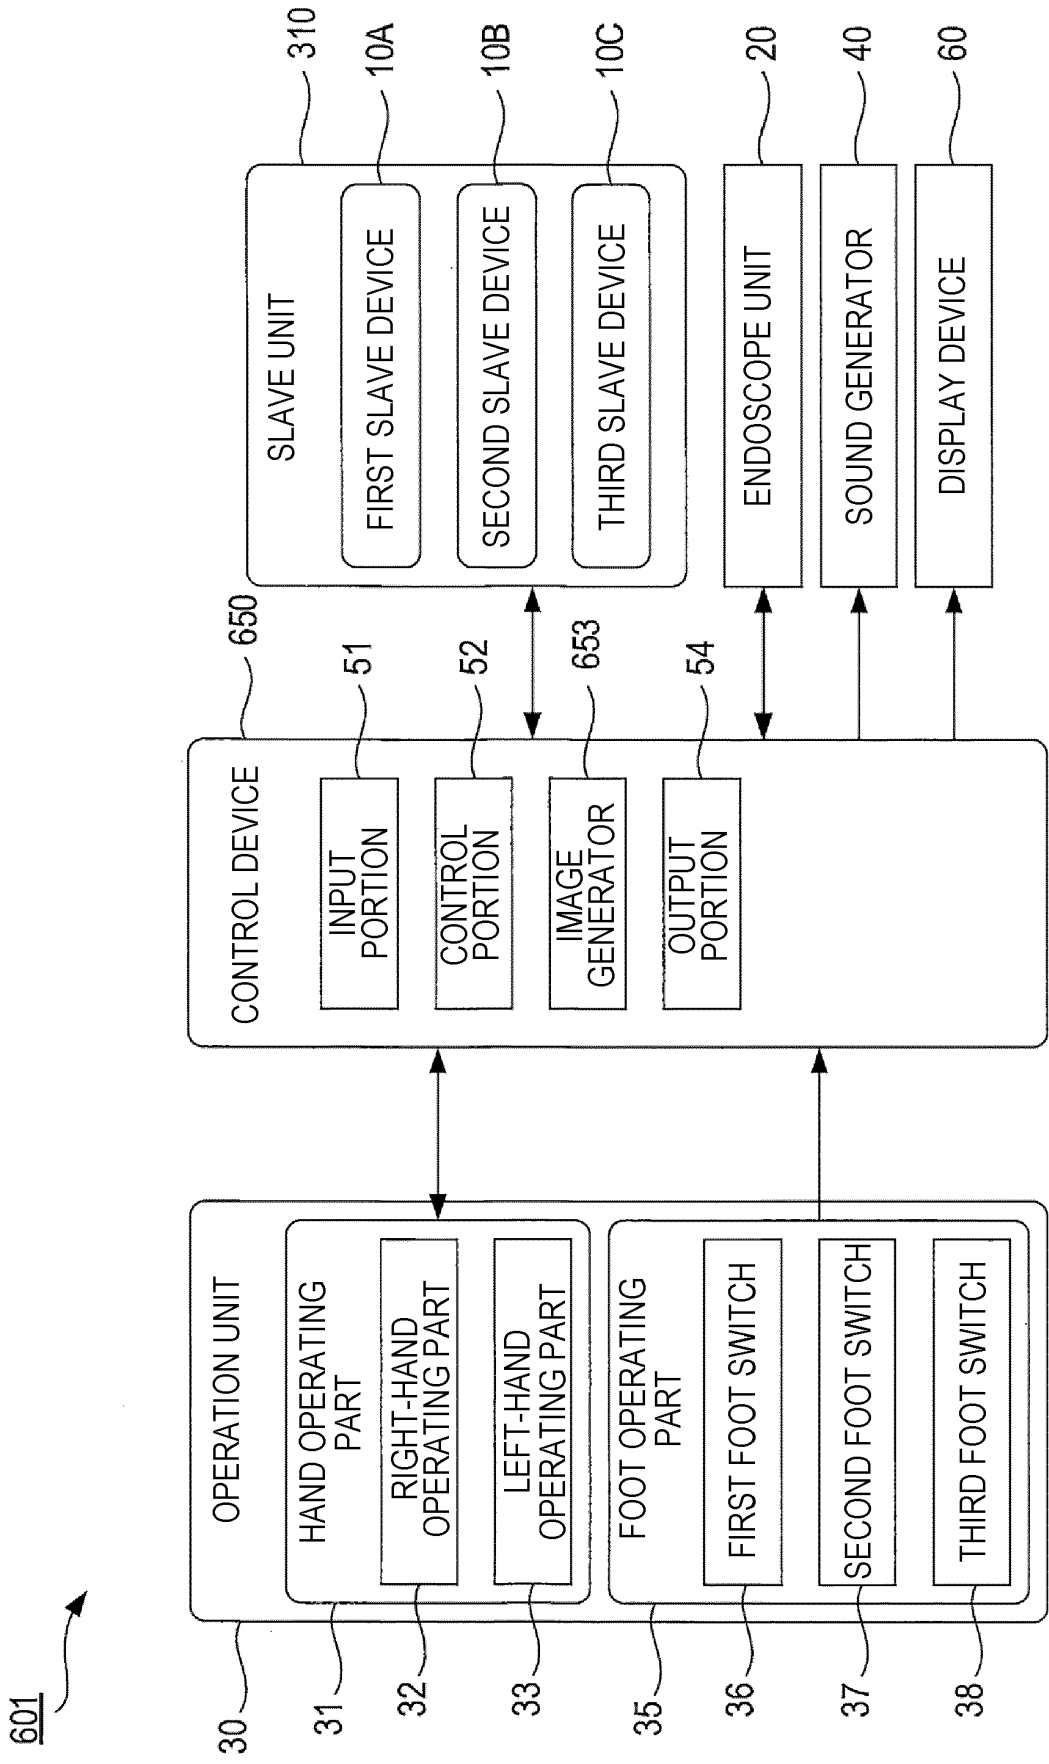 601
30
OPERATION UNIT
31
HAND OPERATING
PART
32
RIGHT-HAND
OPERATING PART
33
LEFT-HAND
OPERATING PART
35
FOOT OPERATING
PART
36
FIRST FOOT SWITCH
37
SECOND FOOT SWITCH
38
THIRD FOOT SWITCH
650
CONTROL DEVICE
51
INPUT
PORTION
52
CONTROL
PORTION
653
IMAGE
GENERATOR
54
OUTPUT
PORTION
310
SLAVE UNIT
10A
FIRST SLAVE DEVICE
10B
SECOND SLAVE DEVICE
10C
THIRD SLAVE DEVICE
20
ENDOSCOPE UNIT
40
SOUND GENERATOR
60
DISPLAY DEVICE